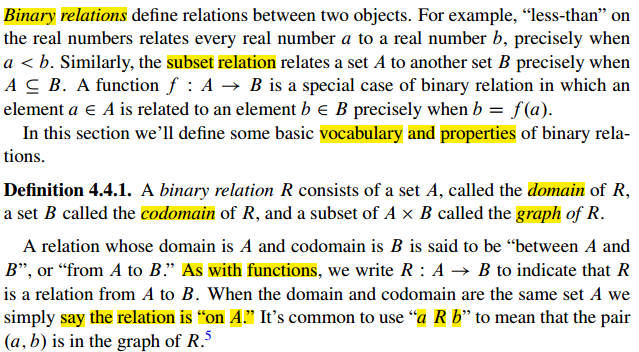 Binary relations define relations between two objects. For example, “less-than” on
the real numbers relates every real number a to a real number b, precisely when
a < b. Similarly, the subset relation relates a set A to another set B precisely when
A ⊆ B. A function f : A → B is a special case of binary relation in which an
element a ∈ A is related to an element b ∈ B precisely when b = f(a).
In this section we’ll define some basic vocabulary and properties of binary rela-
tions.
Definition 4.4.1. A binary relation R consists of a set A, called the domain of R,
a set B called the codomain of R, and a subset of A × B called the graph of R.
A relation whose domain is A and codomain is B is said to be “between A and
B”, or “from A to B.” As with functions, we write R : A → B to indicate that R
is a relation from A to B. When the domain and codomain are the same set A we
simply say the relation is “on A.” It’s common to use “a R b” to mean that the pair
(a, b) is in the graph of R.⁵